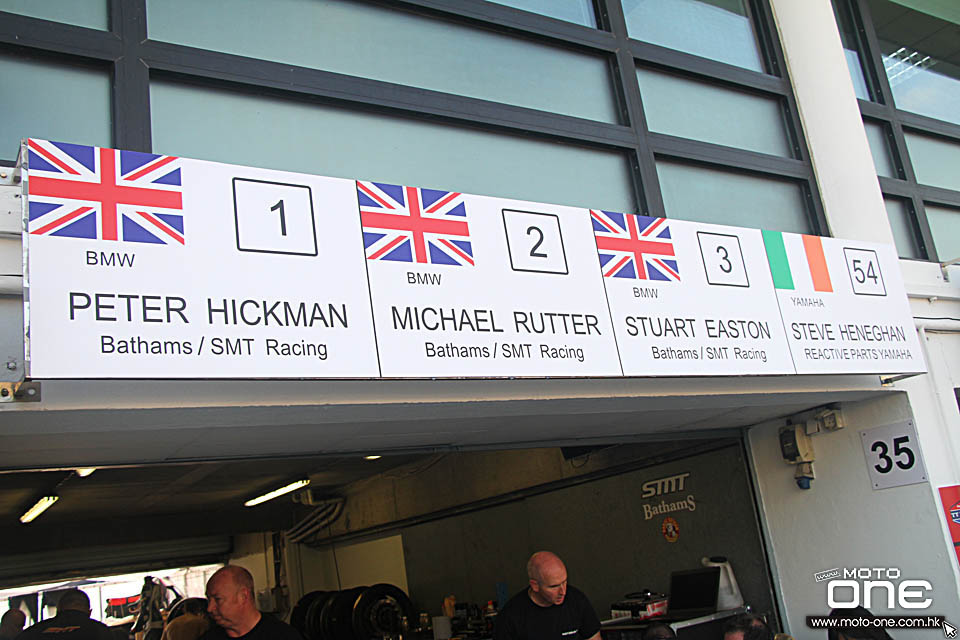 1
BMW
PETER HICKMAN
Bathams / SMT Racing
2
BMW
MICHAEL RUTTER
Bathams / SMT Racing
3
BMW
STUART EASTON
Bathams / SMT Racing
54
YAMAHA
STEVE HENEGHAN
REACTIVE PARTS YAMAHA
35
SMT
Bathams
www.
MOTO
ONE
www.moto-one.com.hk